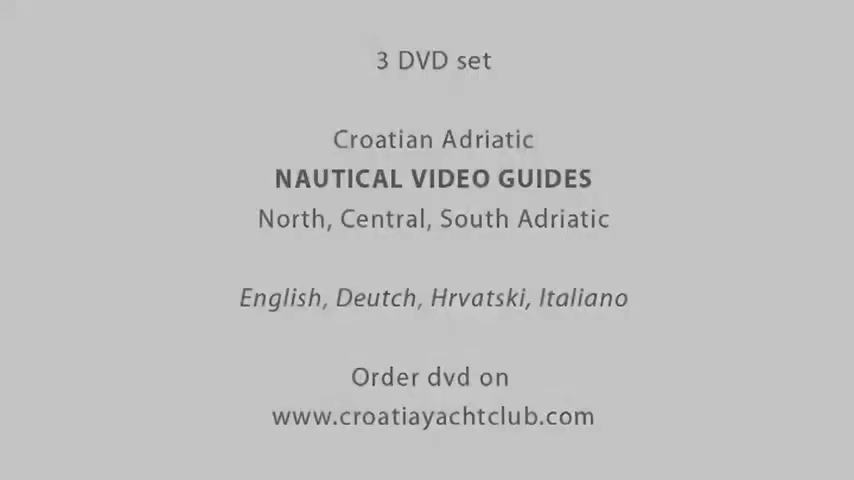 3 DVD set
Croatian Adriatic
NAUTICAL VIDEO GUIDES
North, Central, South Adriatic
English, Deutch, Hrvatski, Italiano
Order dvd on
www.croatiayachtclub.com